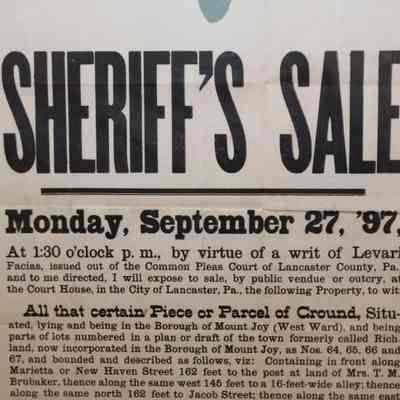 SHERIFF'S SALE
Monday, September 27, '97,
At 1:30 o'clock p. m., by virtue of a writ of Levari
Facias, issued out of the Common Pleas Court of Lancaster County, Pa.
and to me directed, I will expose to sale, by public vendue or outcry, at
the Court House, in the City of Lancaster, Pa., the following Property, to wit
All that certain Piece or Parcel of Ground, Situ-
ated, lying and being in the Borough of Mount Joy (West Ward), and being
parts of lots numbered in a plan or draft of the town formerly called Rich-
land, now incorporated in the Borough of Mount Joy, as Nos. 64, 65, 66 and
67, and bounded and described as follows, viz: Containing in front along
Marietta or New Haven Street 162 feet to the post at land of Mrs. T. M.
Brubaker, thence along the same west 145 feet to a 16-feet-wide alley; thence
along the same north 162 feet to Jacob Street; thence along the same east